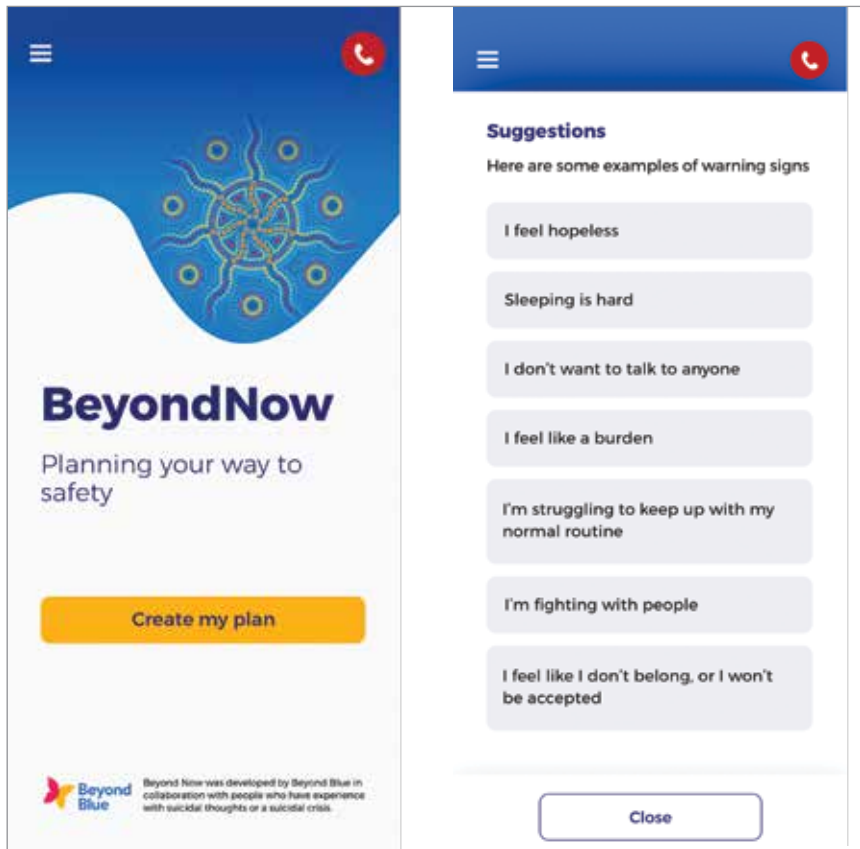 BeyondNow
Planning your way to
safety
Create my plan
Beyond
Blue
Beyond Now was developed by Beyond Blue in
collaboration with people who have experience
with suicidal thoughts or a suicidal crisis.
Suggestions
Here are some examples of warning signs
I feel hopeless
Sleeping is hard
I don't want to talk to anyone
I feel like a burden
I'm struggling to keep up with my
normal routine
I'm fighting with people
I feel like I don't belong, or I won't
be accepted
Close